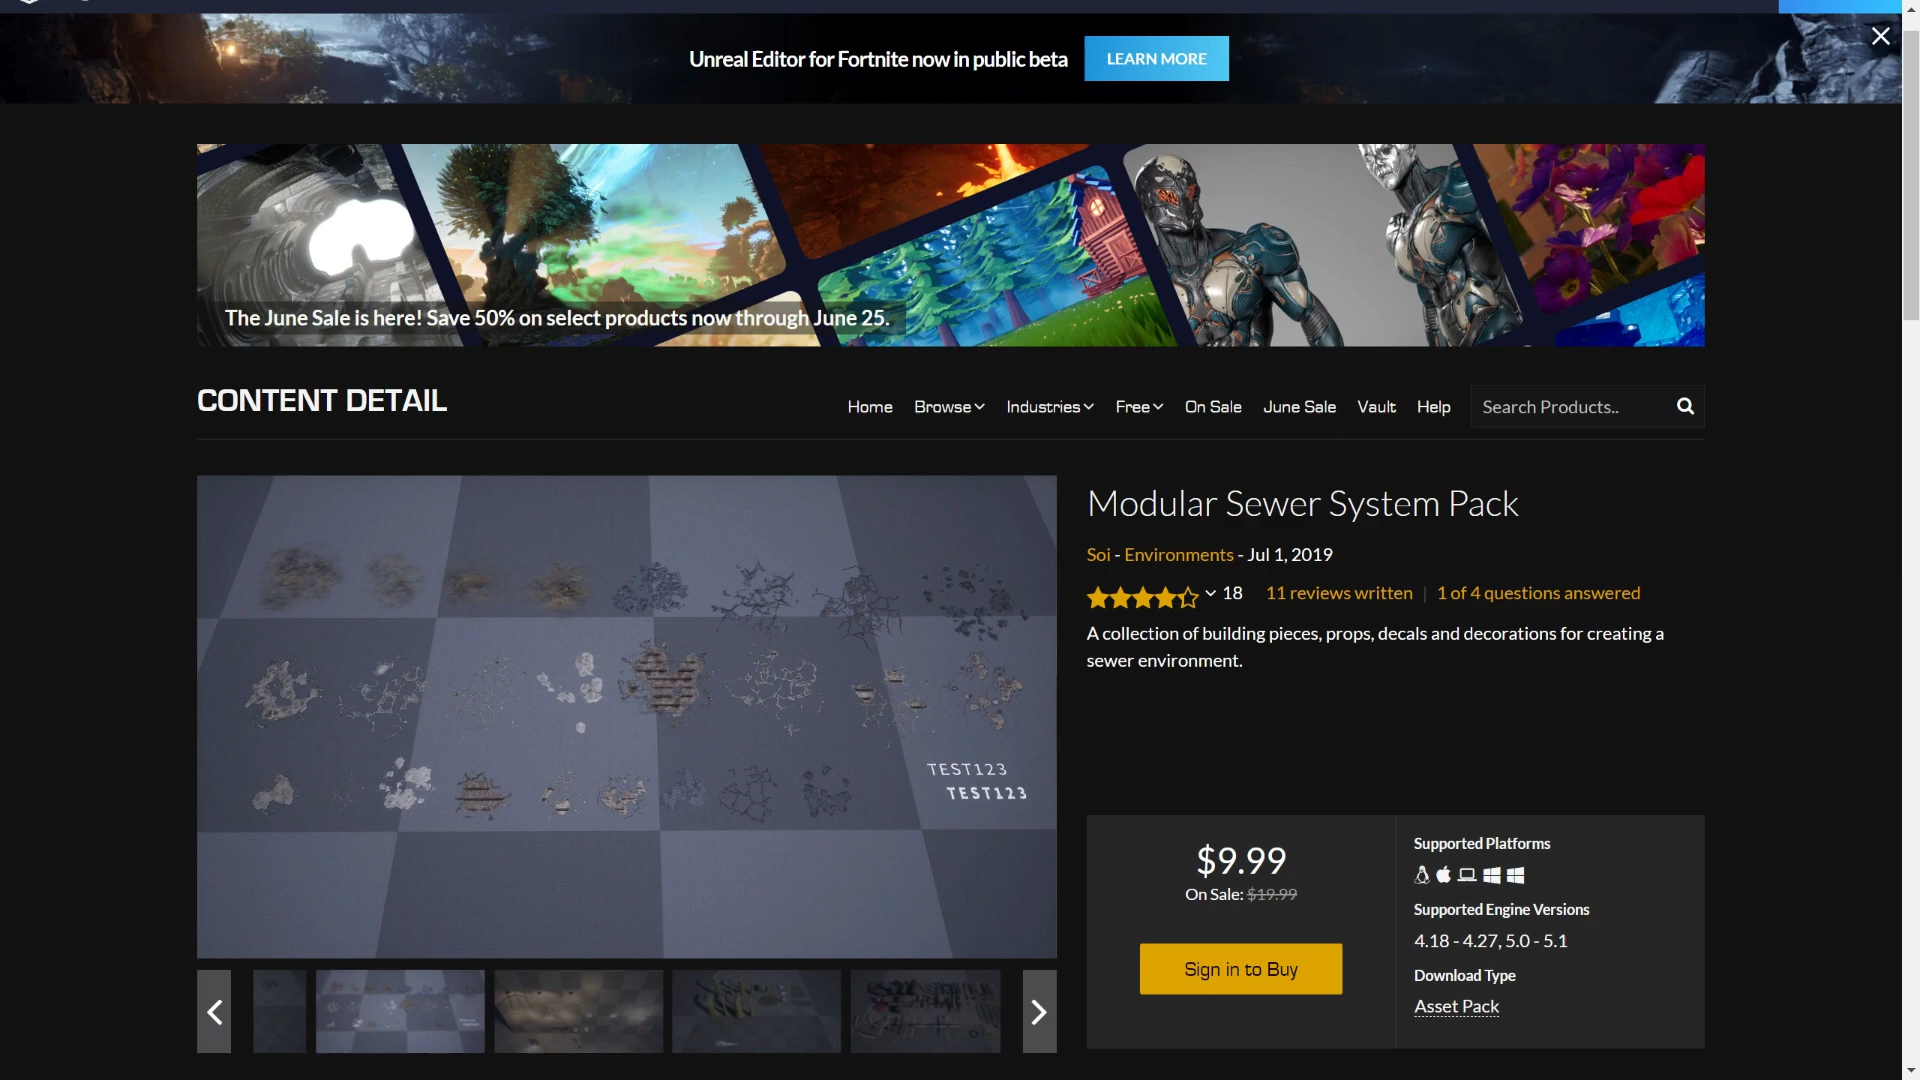 Unreal Editor for Fortnite now in public beta
LEARN MORE
The June Sale is here! Save 50% on select products now through June 25.
CONTENT DETAIL
Home Browse Industries Free On Sale June Sale Vault Help
Search Products..
Modular Sewer System Pack
Soi - Environments - Jul 1, 2019
18 11 reviews written | 1 of 4 questions answered
A collection of building pieces, props, decals and decorations for creating a
sewer environment.
TEST123
TEST123
$9.99
On Sale: $19.99
Sign in to Buy
Supported Platforms
Supported Engine Versions
4.18 - 4.27, 5.0 - 5.1
Download Type
Asset Pack